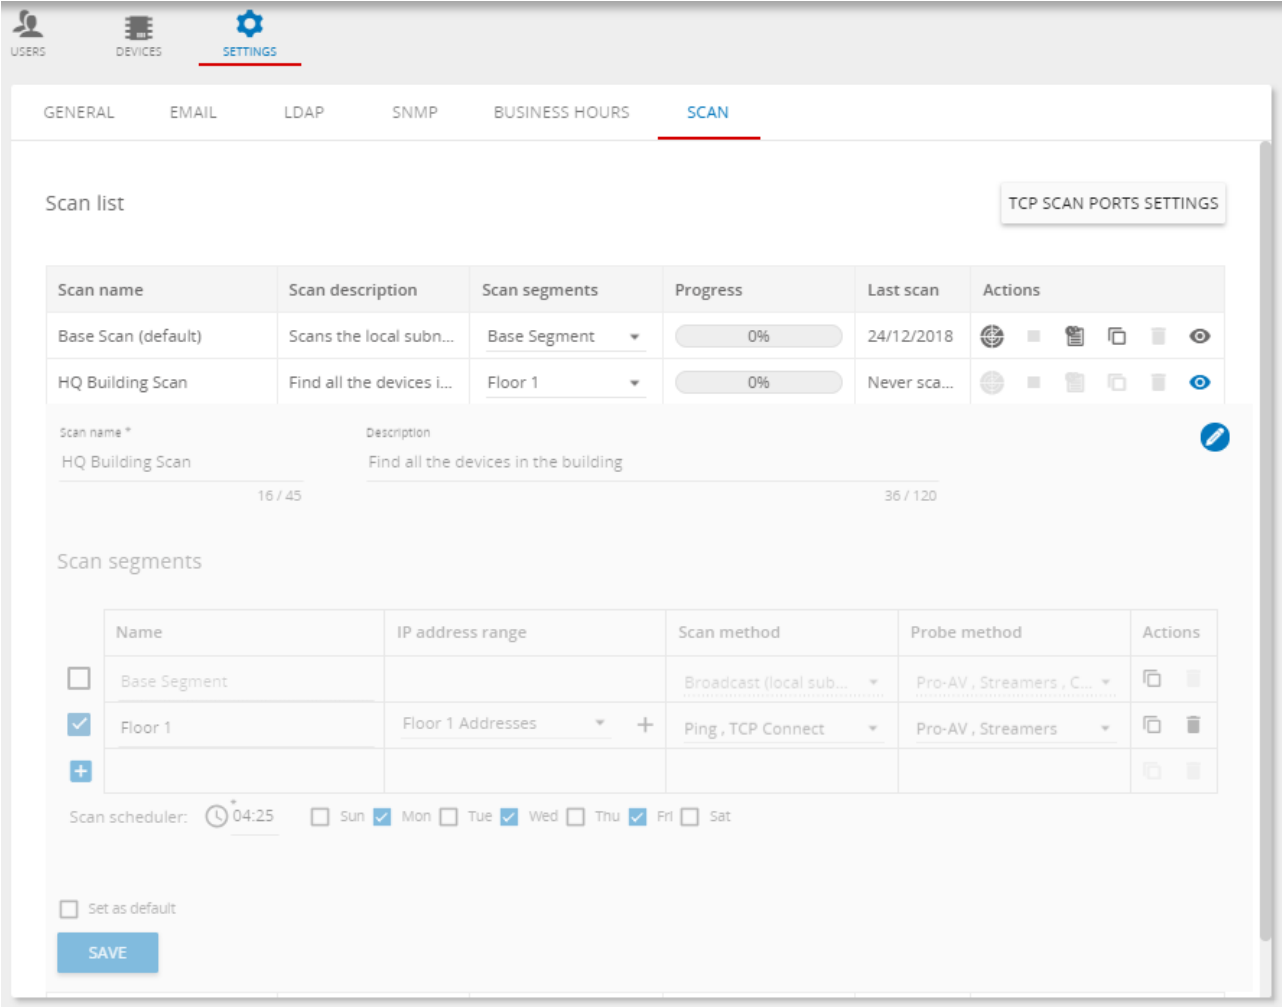 USERS DEVICES SETTINGS
GENERAL EMAIL LDAP SNMP BUSINESS HOURS SCAN
Scan list TCP SCAN PORTS SETTINGS
Scan name Scan description Scan segments Progress Last scan Actions
Base Scan (default) Scans the local subn... Base Segment 0% 24/12/2018
HQ Building Scan Find all the devices i... Floor 1 0% Never sca...
Scan name * Description
HQ Building Scan Find all the devices in the building
16 / 45 36 / 120
Scan segments
Name IP address range Scan method Probe method Actions
Base Segment Broadcast (local sub... Pro-AV , Streamers , C...
Floor 1 Floor 1 Addresses Ping , TCP Connect Pro-AV , Streamers
Scan scheduler: * 04:25 Sun Mon Tue Wed Thu Fri Sat
Set as default
SAVE